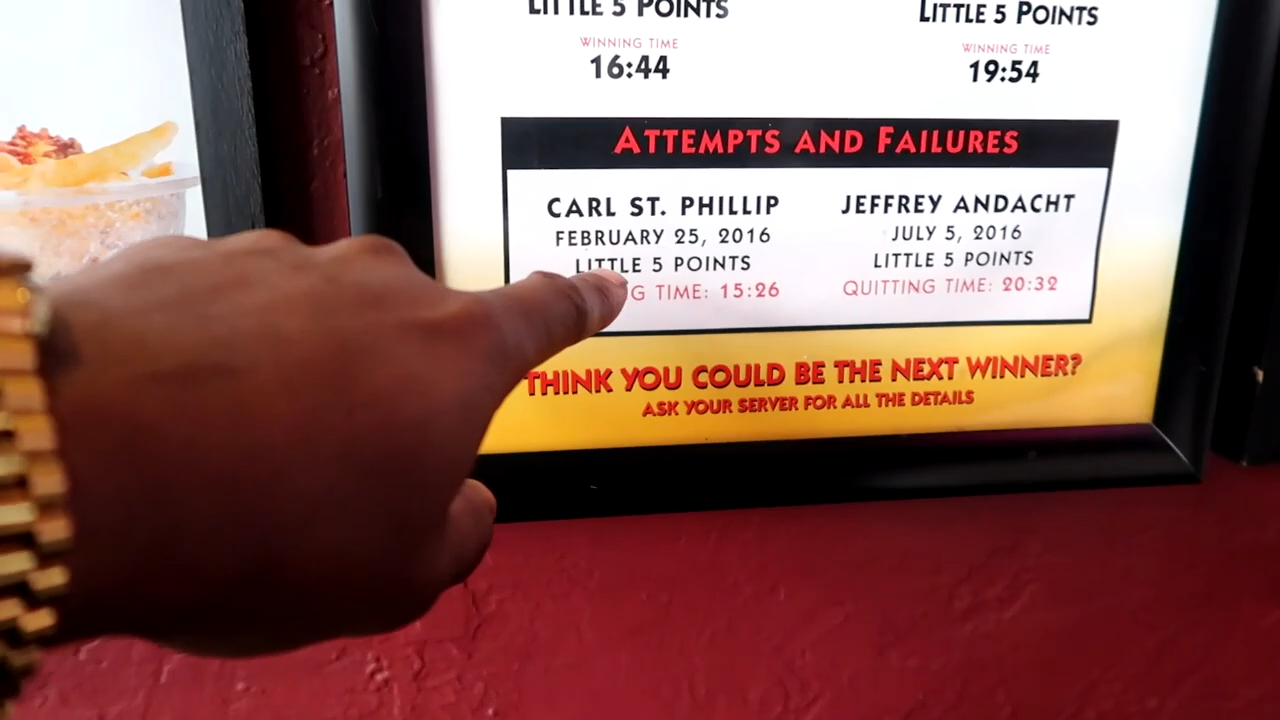 LITTLE 5 POINTS
WINNING TIME
16:44
LITTLE 5 POINTS
WINNING TIME
19:54
ATTEMPTS AND FAILURES
CARL ST. PHILLIP
FEBRUARY 25, 2016
LITTLE 5 POINTS
G TIME: 15:26
JEFFREY ANDACHT
JULY 5, 2016
LITTLE 5 POINTS
QUITTING TIME: 20:32
THINK YOU COULD BE THE NEXT WINNER?
ASK YOUR SERVER FOR ALL THE DETAILS